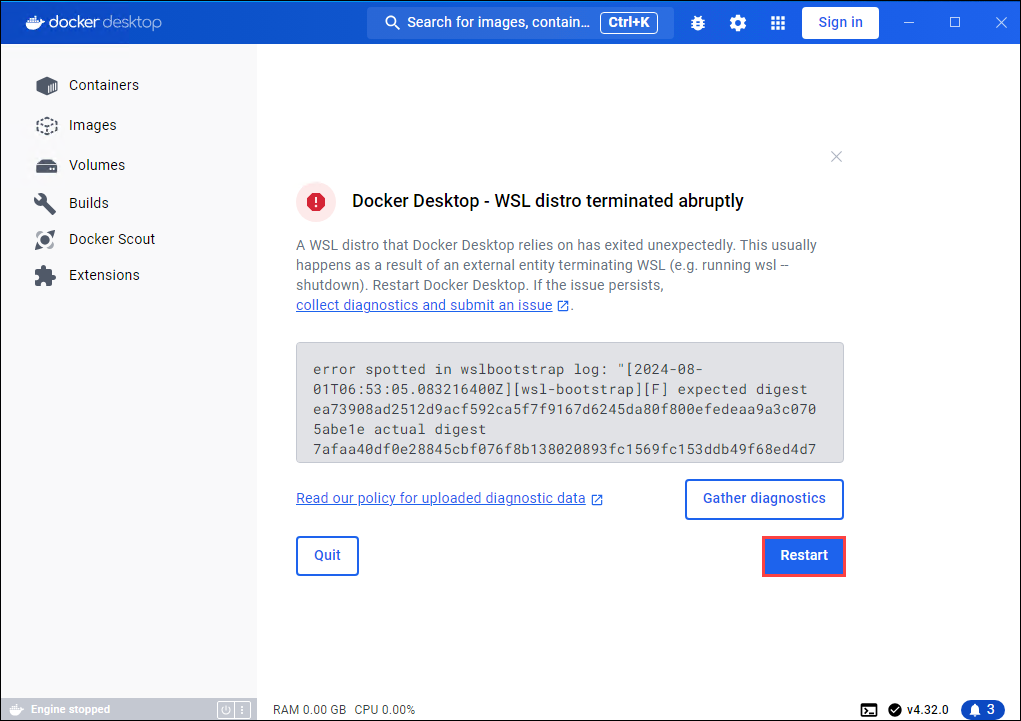 docker desktop
Search for images, contain... Ctrl+K
Sign in
Containers
Images
Volumes
Builds
Docker Scout
Extensions
Docker Desktop - WSL distro terminated abruptly
A WSL distro that Docker Desktop relies on has exited unexpectedly. This usually
happens as a result of an external entity terminating WSL (e.g. running wsl --
shutdown). Restart Docker Desktop. If the issue persists,
collect diagnostics and submit an issue .
error spotted in wslbootstrap log: "[2024-08-
01T06:53:05.083216400Z][wsl-bootstrap][F] expected digest
ea73908ad2512d9acf592ca5f7f9167d6245da80f800efedeaa9a3c070
5abe1e actual digest
7afaa40df0e28845cbf076f8b138020893fc1569fc153ddb49f68ed4d7
Read our policy for uploaded diagnostic data
Gather diagnostics
Quit
Restart
Engine stopped
RAM 0.00 GB CPU 0.00%
v4.32.0
3